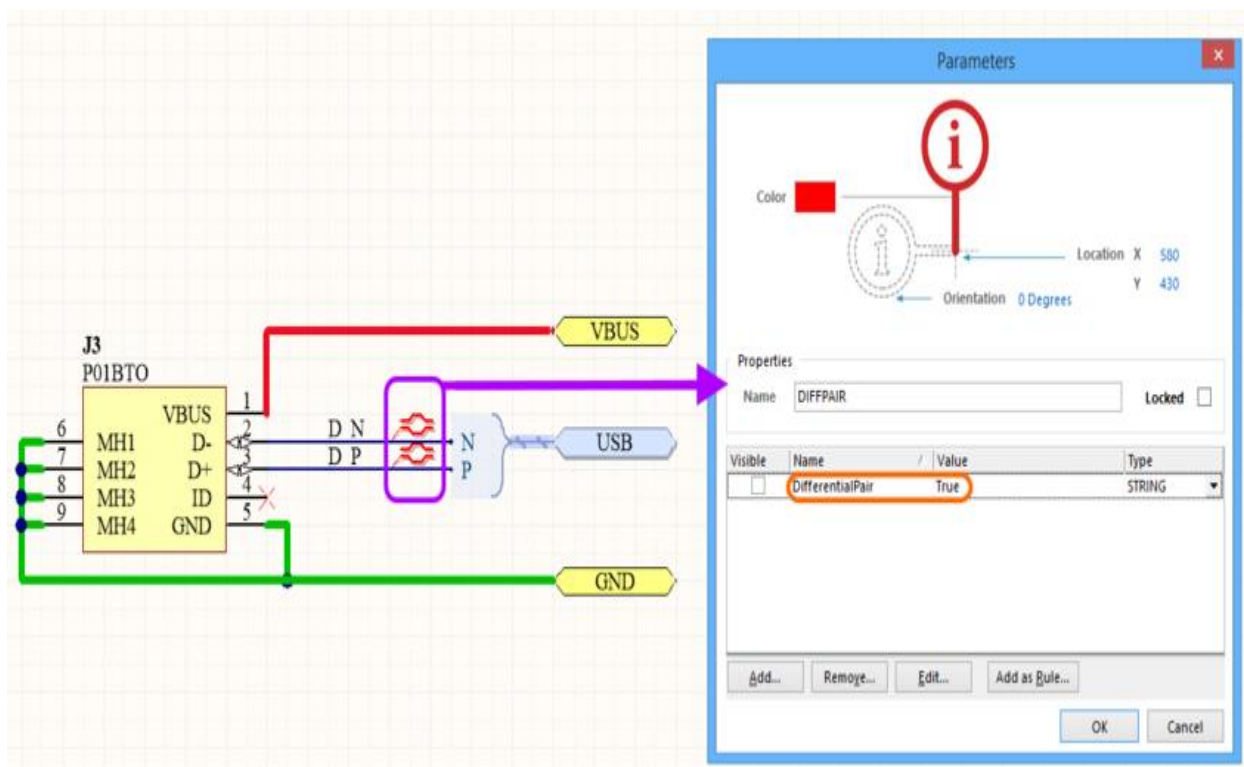 J3
P01BTO
VBUS 1
D- 2
D+ 3
ID 4
GND 5
6 MH1
7 MH2
8 MH3
9 MH4
D N
D P
N
P
VBUS
USB
GND
Parameters
x
i
Color
i
Location X 580
Y 430
Orientation 0 Degrees
Properties
Name DIFFPAIR Locked
Visible Name / Value Type
DifferentialPair True STRING
Add... Remove... Edit... Add as Rule...
OK Cancel